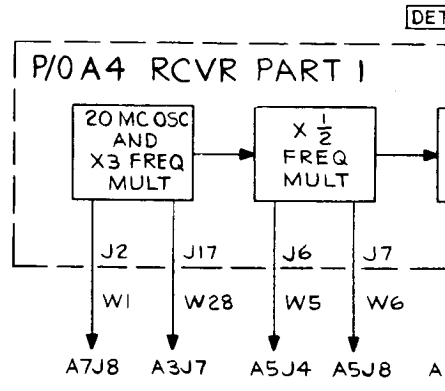 DET
P/O A4 RCVR PART 1
20 MC OSC
AND
X3 FREQ
MULT
X 1/2
FREQ
MULT
J2 J17 J6 J7
W1 W28 W5 W6
A7J8 A3J7 A5J4 A5J8 A